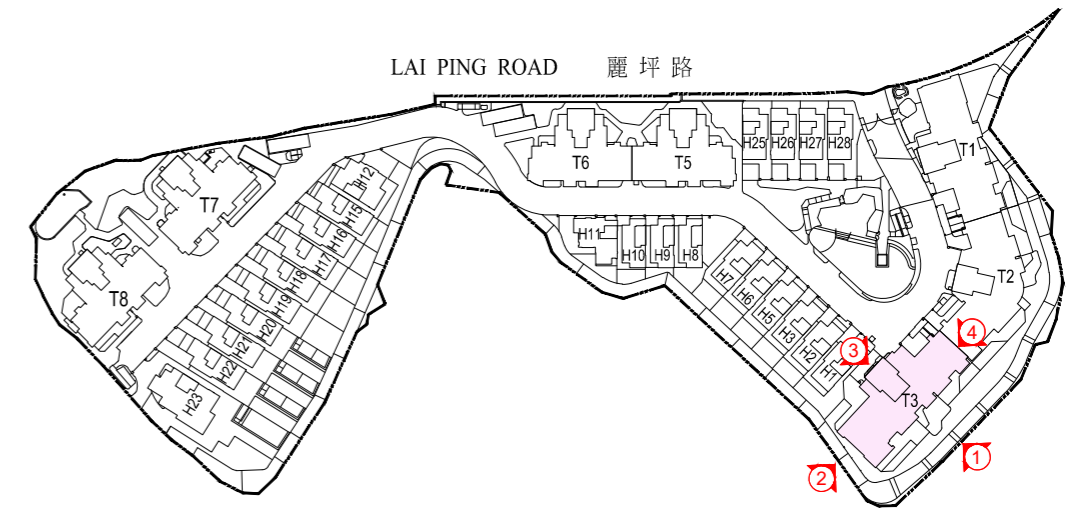 LAI PING ROAD 麗坪路
H25
H26
H27
H28
T1
T6
T5
T7
H12
H15
H16
H17
H18
H19
H20
H21
H22
H23
T8
H11
H10
H9
H8
H7
H6
H5
H3
H2
H1
T2
T3
3
4
1
2